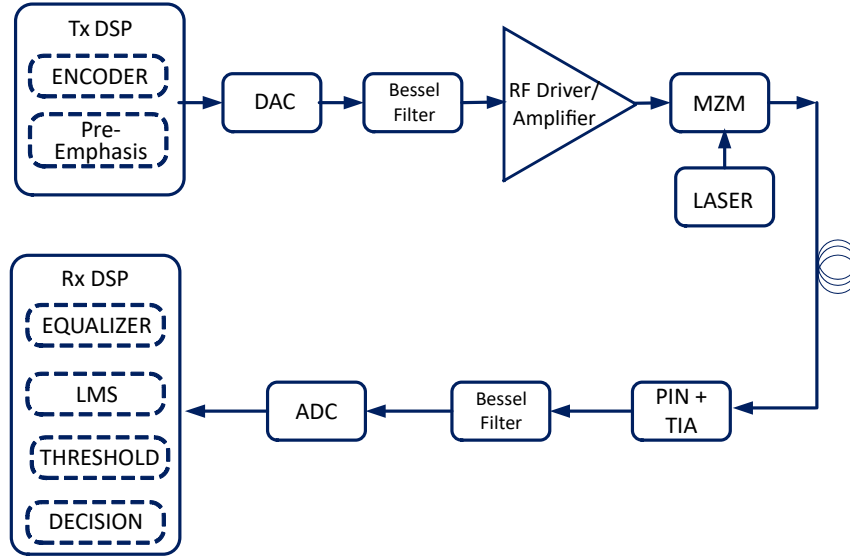 Tx DSP
ENCODER
Pre-
Emphasis
DAC
Bessel
Filter
RF Driver/
Amplifier
MZM
LASER
Rx DSP
EQUALIZER
LMS
THRESHOLD
DECISION
ADC
Bessel
Filter
PIN +
TIA